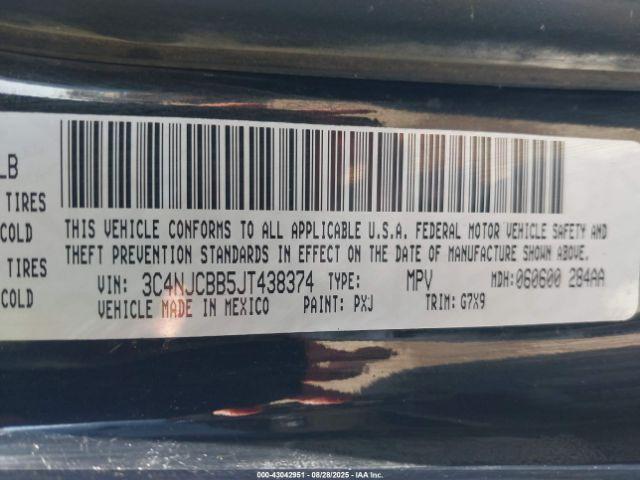 LB
TIRES
COLD
TIRES
COLD
THIS VEHICLE CONFORMS TO ALL APPLICABLE U.S.A. FEDERAL MOTOR VEHICLE SAFETY AND
THEFT PREVENTION STANDARDS IN EFFECT ON THE DATE OF MANUFACTURE SHOWN ABOVE.
VIN: 3C4NJCBB5JT438374 TYPE: MPV MDH:060600 284AA
VEHICLE MADE IN MEXICO PAINT: PXJ TRIM: G7X9
000-43042951 - 08/28/2025 - IAACA - IAA Inc.